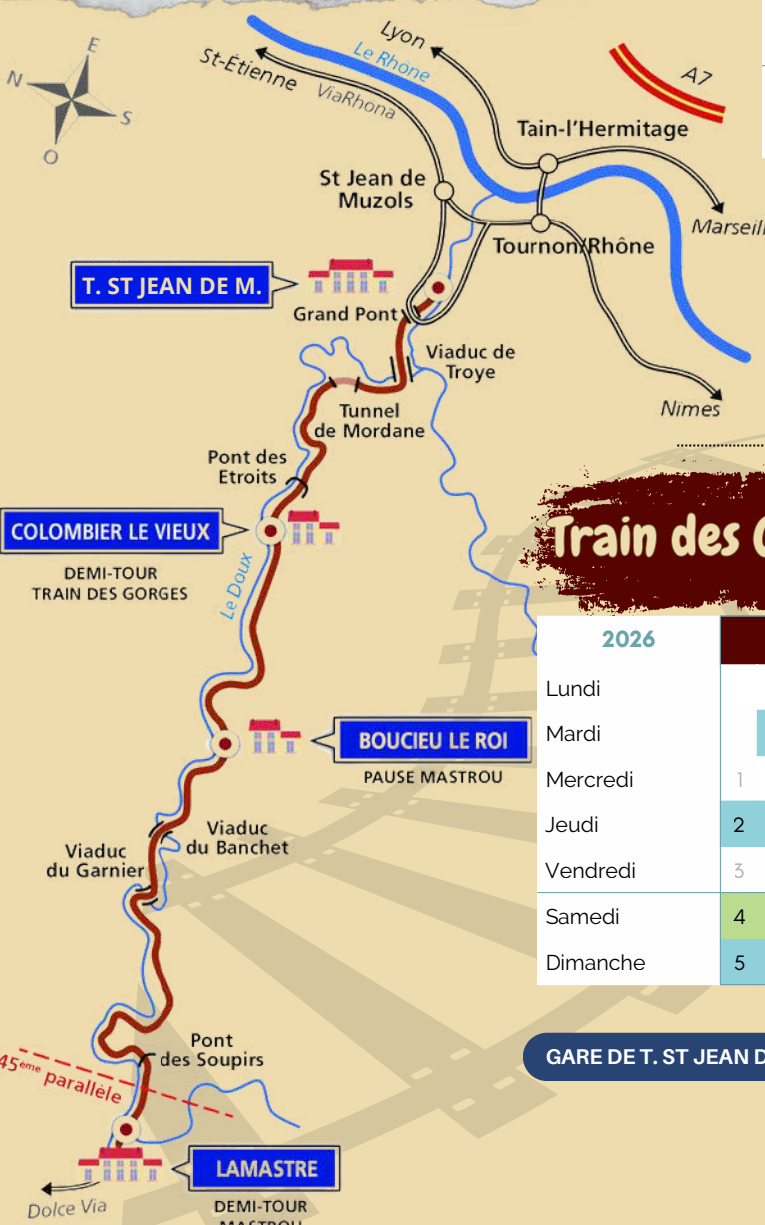 E
N
S
O
Lyon
Le Rhône
St-Étienne
ViaRhona
A7
Tain-l'Hermitage
St Jean de
Muzols
Marseill
Tournon/Rhône
T. ST JEAN DE M.
Grand Pont
Viaduc de
Troye
Nîmes
Tunnel
de Mordane
Pont des
Etroits
COLOMBIER LE VIEUX
DEMI-TOUR
TRAIN DES GORGES
Le Doux
Train des
2026
Lundi
Mardi
Mercredi 1
Jeudi 2
Vendredi 3
Samedi 4
Dimanche 5
BOUCIEU LE ROI
PAUSE MASTROU
Viaduc
du Banchet
Viaduc
du Garnier
Pont
des Soupirs
GARE DE T. ST JEAN D
45ème parallèle
LAMASTRE
DEMI-TOUR
MASTROU
Dolce Via